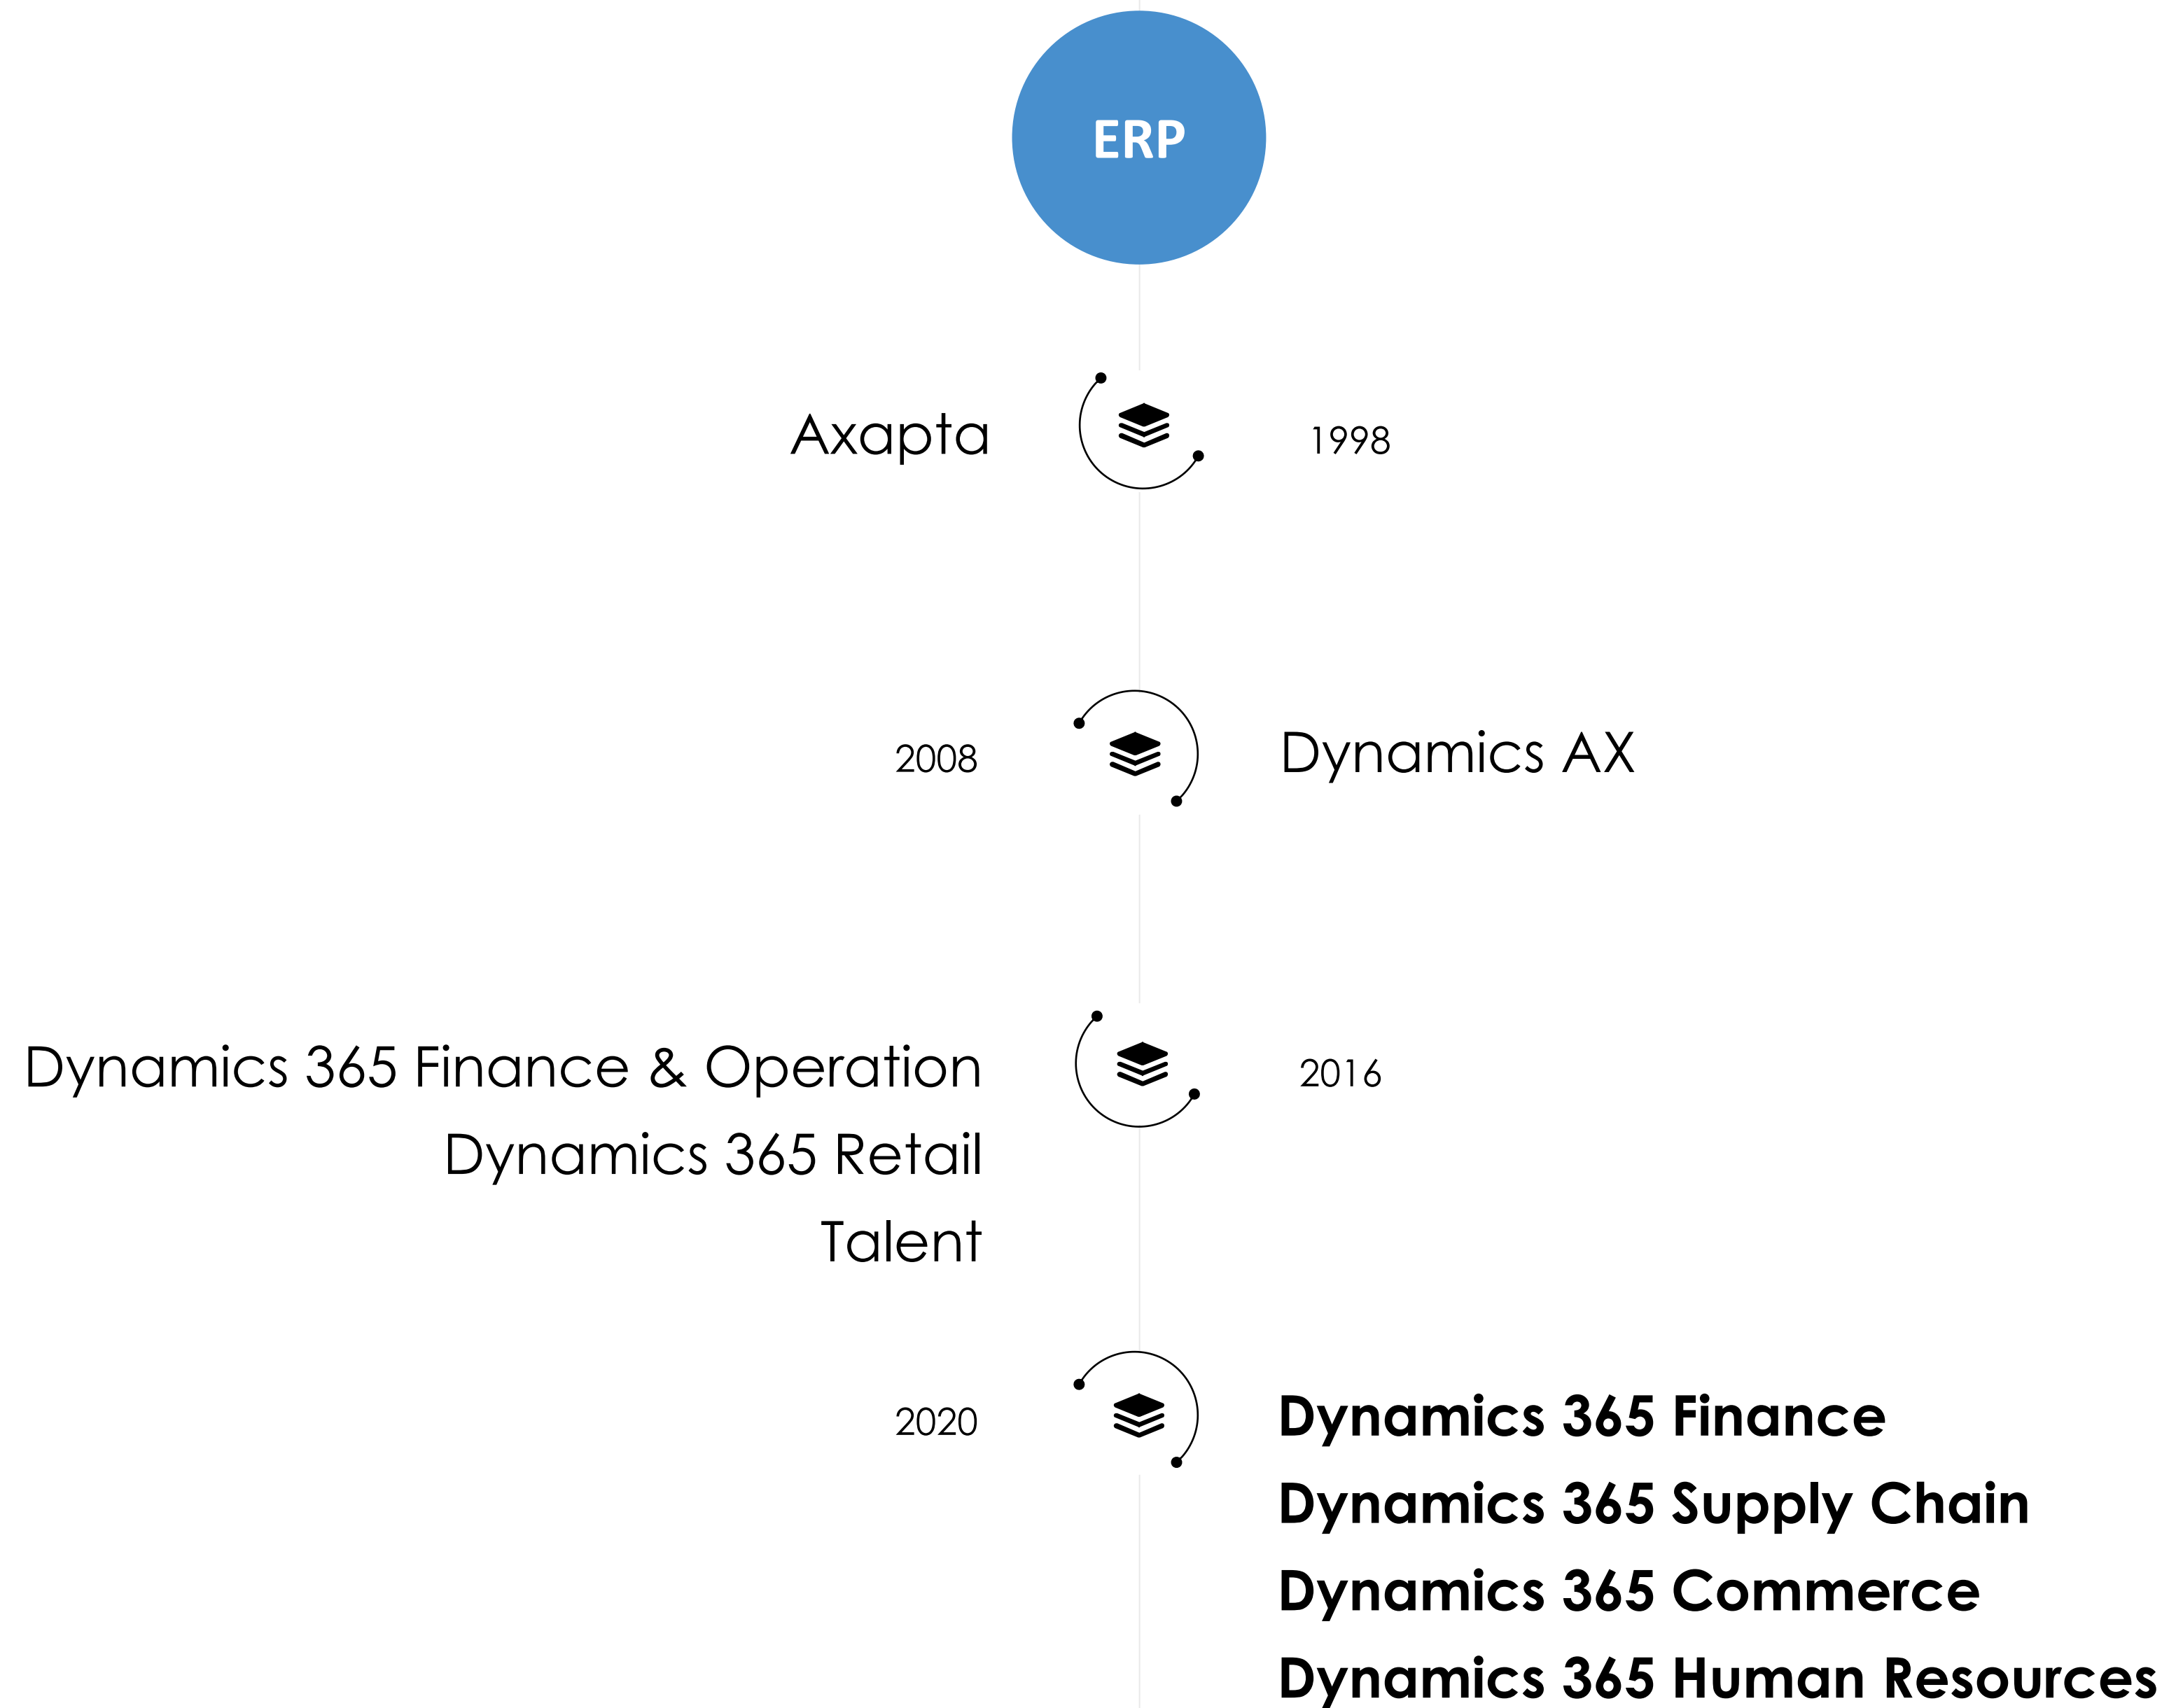 ERP
Axapta
1998
2008
Dynamics AX
Dynamics 365 Finance & Operation
2016
Dynamics 365 Retail
Talent
2020
Dynamics 365 Finance
Dynamics 365 Supply Chain
Dynamics 365 Commerce
Dynamics 365 Human Resources